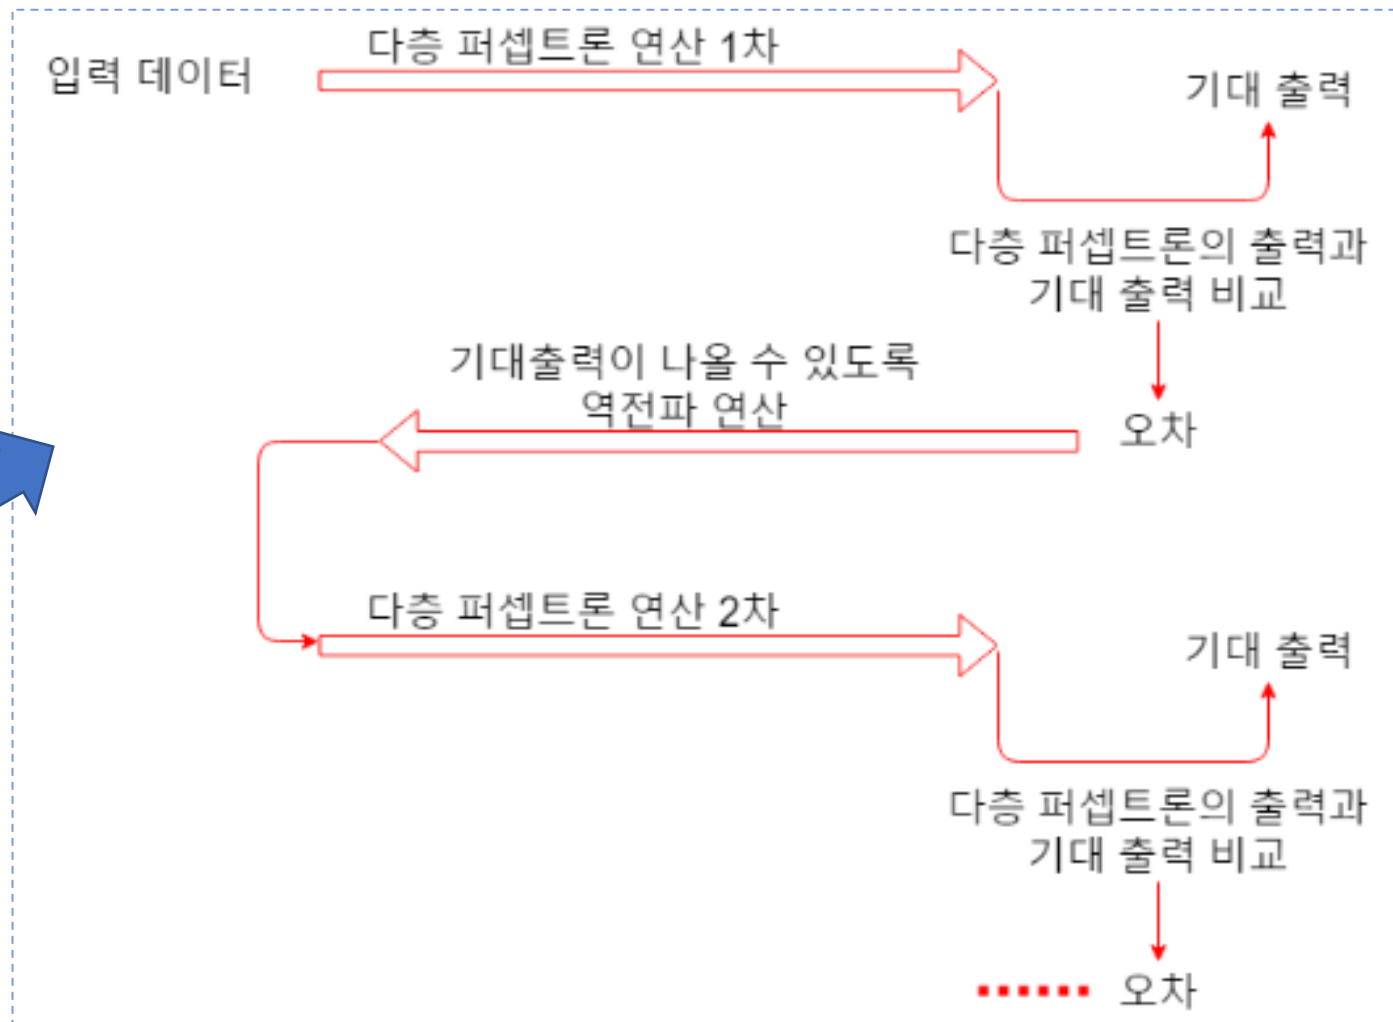 입력 데이터
다층 퍼셉트론 연산 1차
기대 출력
다층 퍼셉트론의 출력과
기대 출력 비교
기대출력이 나올 수 있도록
역전파 연산
오차
다층 퍼셉트론 연산 2차
기대 출력
다층 퍼셉트론의 출력과
기대 출력 비교
오차